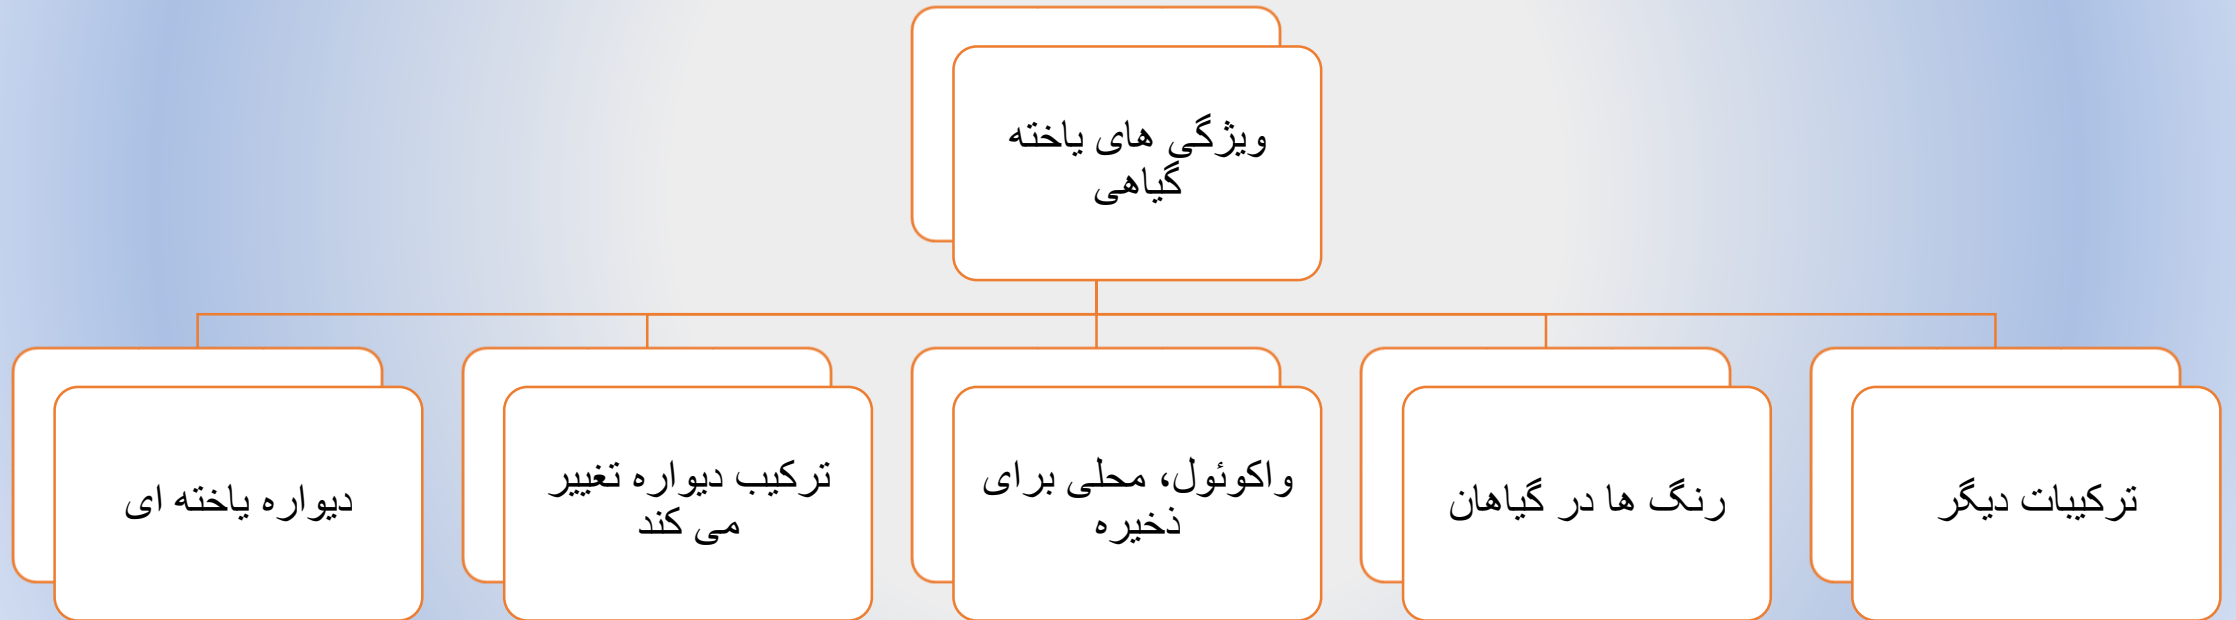 ویژگی های یاخته
گیاهی
دیواره یاخته ای
ترکیب دیواره تغییر
می کند
واکوئول، محلی برای
ذخیره
رنگ ها در گیاهان
ترکیبات دیگر